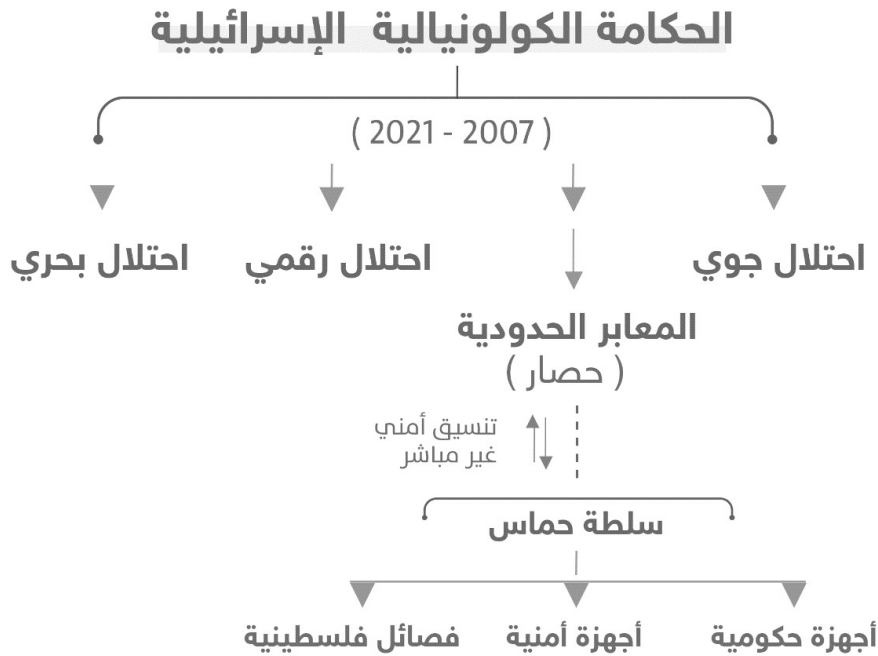 الحكامة الكولونيالية الإسرائيلية
( 2007 - 2021 )
احتلال جوي
احتلال رقمي
احتلال بحري
المعابر الحدودية
( حصار )
تنسيق أمني
غير مباشر
سلطة حماس
أجهزة حكومية
أجهزة أمنية
فصائل فلسطينية